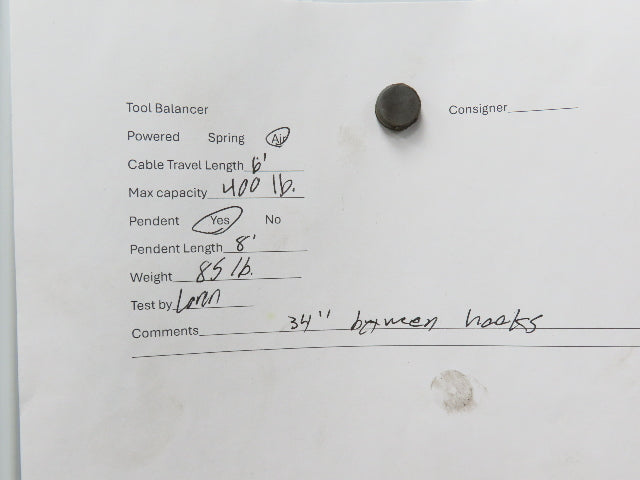 Tool Balancer
Consigner
Powered Spring Air
Cable Travel Length 6'
Max capacity 400 lb.
Pendent Yes No
Pendent Length 8'
Weight 85 lb.
Test by
Comments 34" between hooks